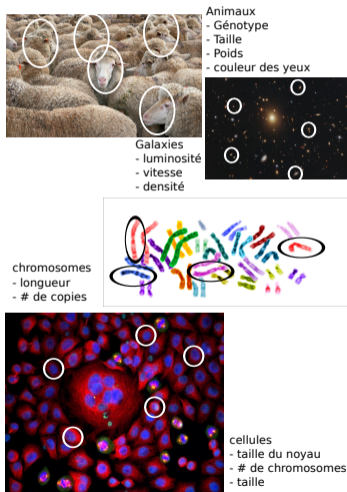 Animaux
- Génotype
- Taille
- Poids
- couleur des yeux
Galaxies
- luminosité
- vitesse
- densité
chromosomes
- longueur
- # de copies
cellules
- taille du noyau
- # de chromosomes
- taille